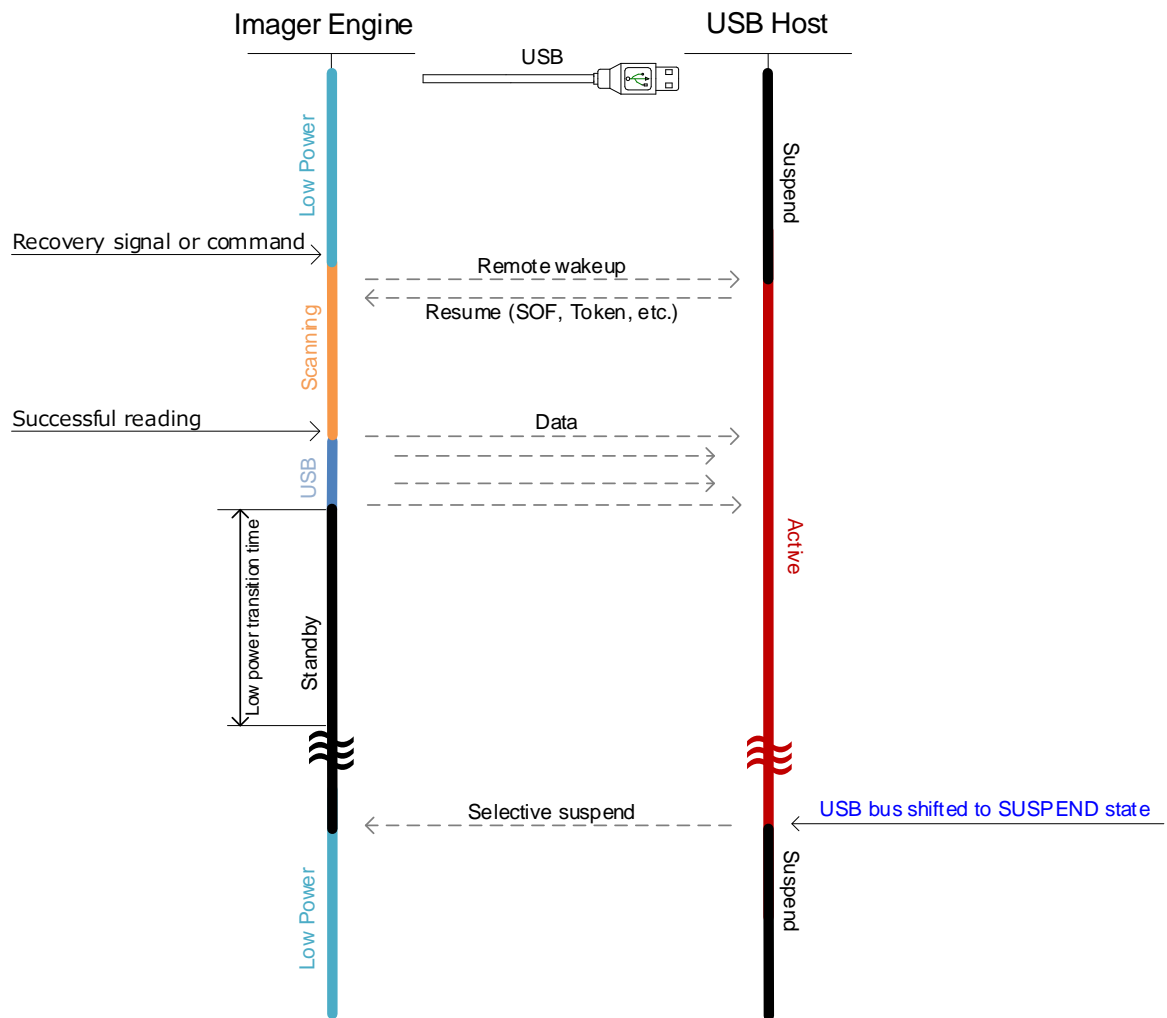 Imager Engine
USB Host
USB
Low Power
Suspend
Recovery signal or command
Remote wakeup
Resume (SOF, Token, etc.)
Scanning
Successful reading
Data
USB
Active
Low power transition time
Standby
Selective suspend
USB bus shifted to SUSPEND state
Low Power
Suspend